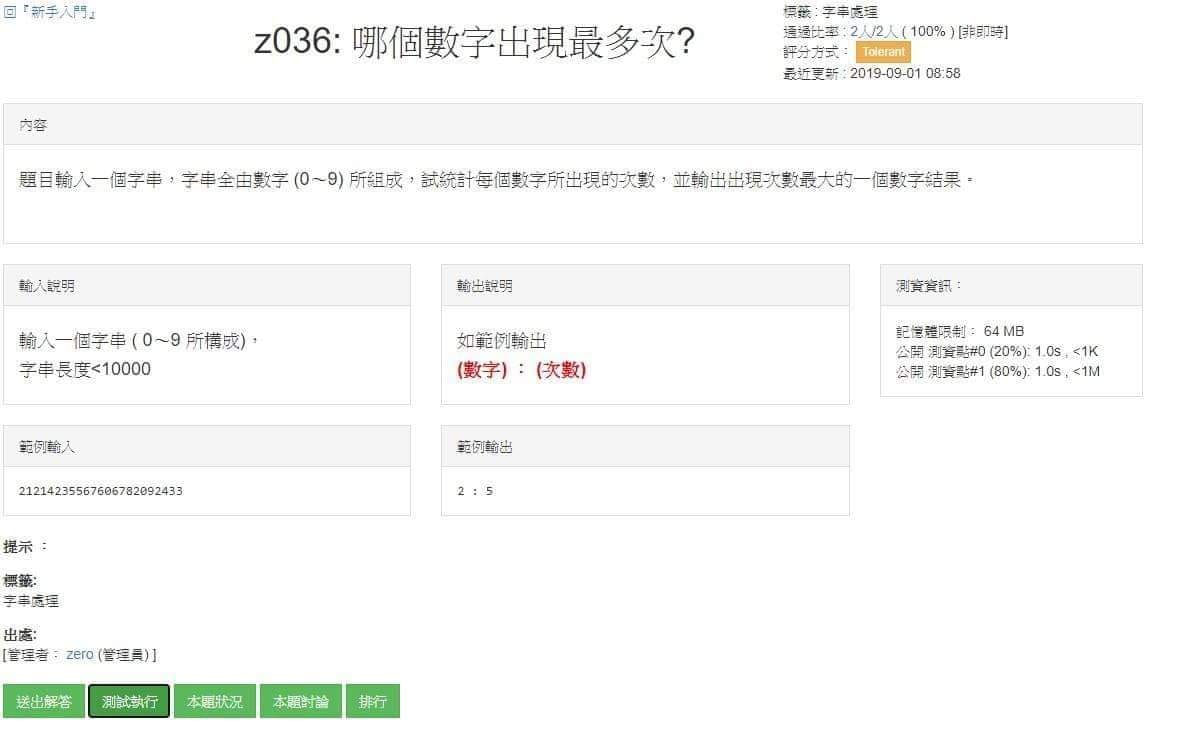 回『新手入門』
z036: 哪個數字出現最多次?
標籤 : 字串處理
通過比率 : 2人/2人 ( 100% ) [非即時]
評分方式： Tolerant
最近更新 : 2019-09-01 08:58
內容
題目輸入一個字串，字串全由數字 (0～9) 所組成，試統計每個數字所出現的次數，並輸出出現次數最大的一個數字結果。
輸入說明
輸入一個字串 ( 0～9 所構成)，
字串長度<10000
輸出說明
如範例輸出
(數字) ： (次數)
測資資訊：
記憶體限制： 64 MB
公開 測資點#0 (20%): 1.0s , <1K
公開 測資點#1 (80%): 1.0s , <1M
範例輸入
21214235567606782092433
範例輸出
2 : 5
提示 ：
標籤:
字串處理
出處:
[管理者： zero (管理員) ]
送出解答 測試執行 本題狀況 本題討論 排行